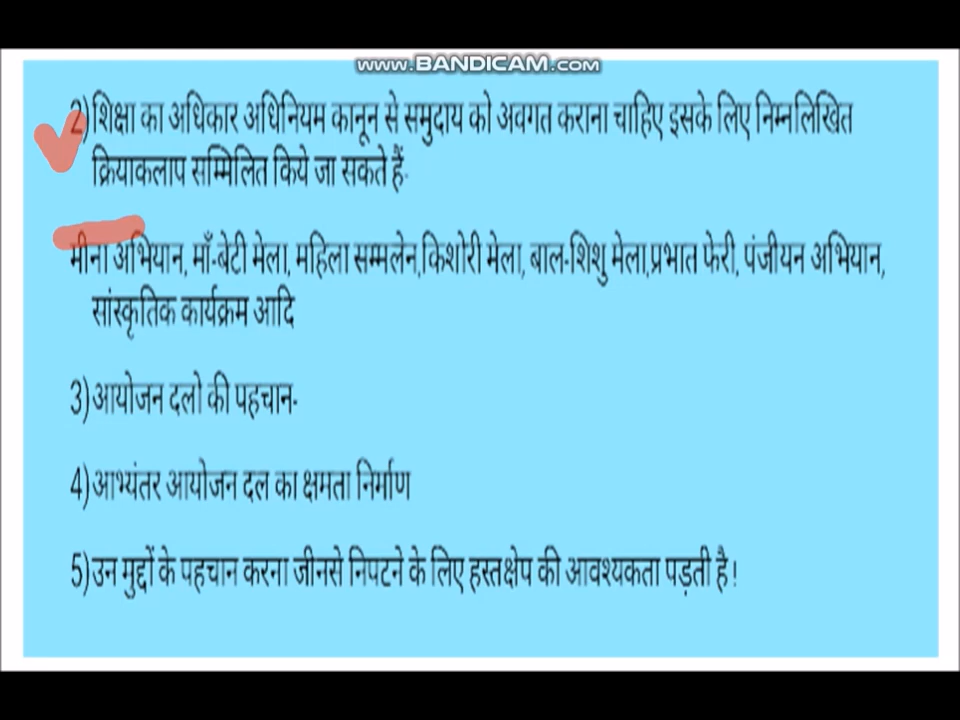 www.BANDICAM.com
2) शिक्षा का अधिकार अधिनियम कानून से समुदाय को अवगत कराना चाहिए इसके लिए निम्नलिखित
क्रियाकलाप सम्मिलित किये जा सकते हैं-
मीना अभियान, माँ-बेटी मेला, महिला सम्मलेन,किशोरी मेला, बाल-शिशु मेला,प्रभात फेरी, पंजीयन अभियान,
सांस्कृतिक कार्यक्रम आदि
3) आयोजन दलो की पहचान-
4) आभ्यंतर आयोजन दल का क्षमता निर्माण
5) उन मुद्दों के पहचान करना जीनसे निपटने के लिए हस्तक्षेप की आवश्यकता पड़ती है !